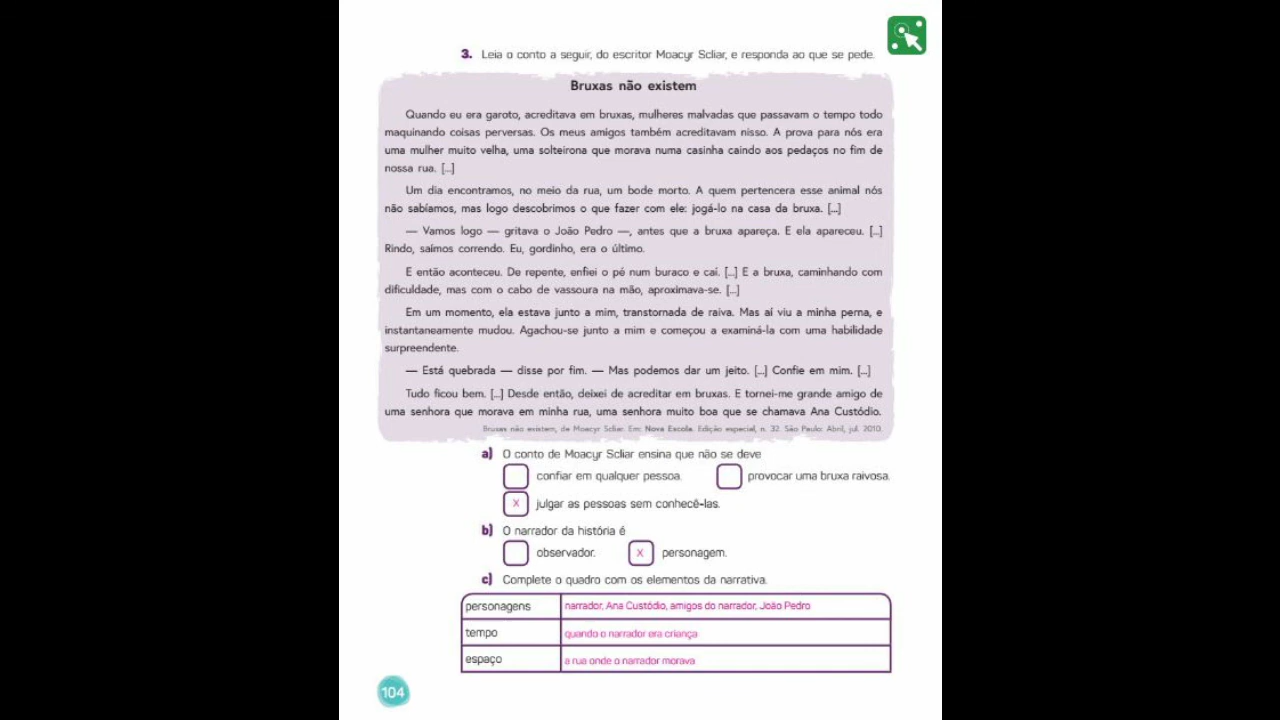 3. Leia o conto a seguir, do escritor Moacyr Scliar, e responda ao que se pede.
Bruxas não existem
Quando eu era garoto, acreditava em bruxas, mulheres malvadas que passavam o tempo todo
maquinando coisas perversas. Os meus amigos também acreditavam nisso. A prova para nós era
uma mulher muito velha, uma solteirona que morava numa casinha caindo aos pedaços no fim de
nossa rua. [...]
Um dia encontramos, no meio da rua, um bode morto. A quem pertencera esse animal nós
não sabíamos, mas logo descobrimos o que fazer com ele: jogá-lo na casa da bruxa. [...]
— Vamos logo — gritava o João Pedro —, antes que a bruxa apareça. E ela apareceu. [...]
Rindo, saímos correndo. Eu, gordinho, era o último.
E então aconteceu. De repente, enfiei o pé num buraco e caí. [...] E a bruxa, caminhando com
dificuldade, mas com o cabo de vassoura na mão, aproximava-se. [...]
Em um momento, ela estava junto a mim, transtornada de raiva. Mas aí viu a minha perna, e
instantaneamente mudou. Agachou-se junto a mim e começou a examiná-la com uma habilidade
surpreendente.
— Está quebrada — disse por fim. — Mas podemos dar um jeito. [...] Confie em mim. [...]
Tudo ficou bem. [...] Desde então, deixei de acreditar em bruxas. E tornei-me grande amigo de
uma senhora que morava em minha rua, uma senhora muito boa que se chamava Ana Custódio.
Bruxas não existem, de Moacyr Scliar. Em: Nova Escola. Edição especial, n. 32. São Paulo: Abril, jul. 2010.
a) O conto de Moacyr Scliar ensina que não se deve
confiar em qualquer pessoa. provocar uma bruxa raivosa.
X julgar as pessoas sem conhecê-las.
b) O narrador da história é
observador. X personagem.
c) Complete o quadro com os elementos da narrativa.
personagens narrador, Ana Custódio, amigos do narrador, João Pedro
tempo quando o narrador era criança
espaço a rua onde o narrador morava
104